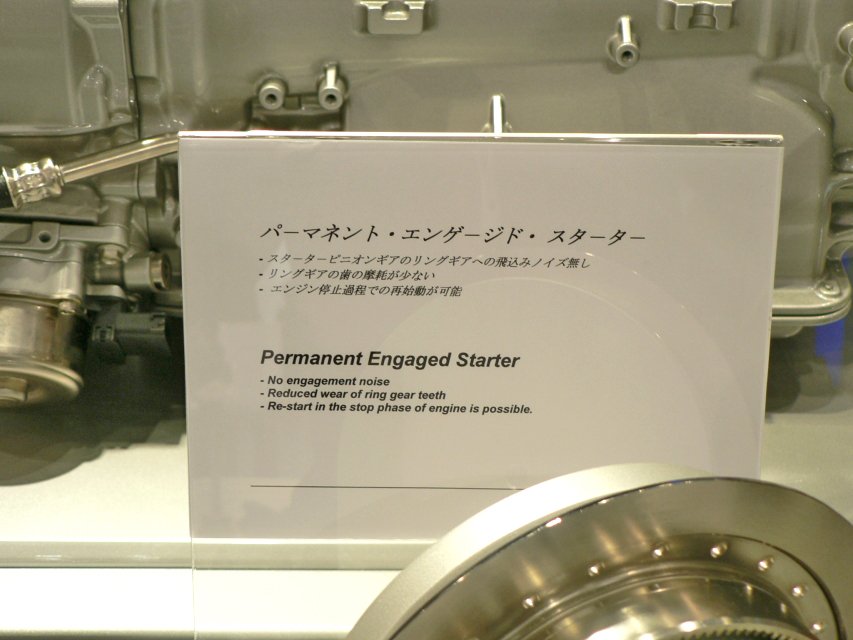 パーマネント・エンゲージド・ スターター
- スターターピニオンギアのリングギアへの飛込みノイズ無し
- リングギアの歯の摩耗が少ない
- エンジン停止過程での再始動が可能
Permanent Engaged Starter
- No engagement noise
- Reduced wear of ring gear teeth
- Re-start in the stop phase of engine is possible.